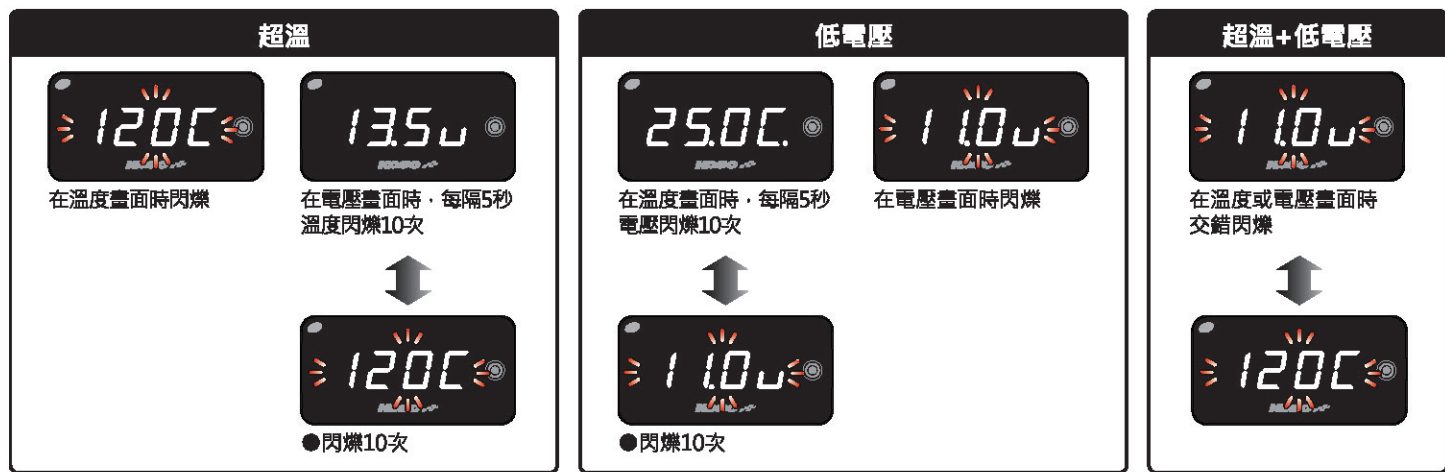 超溫
120C
在溫度畫面時閃爍
13.5u
在電壓畫面時，每隔5秒
溫度閃爍10次
120C
●閃爍10次
低電壓
25.0C.
在溫度畫面時，每隔5秒
電壓閃爍10次
11.0u
●閃爍10次
11.0u
在電壓畫面時閃爍
超溫+低電壓
11.0u
在溫度或電壓畫面時
交錯閃爍
120C